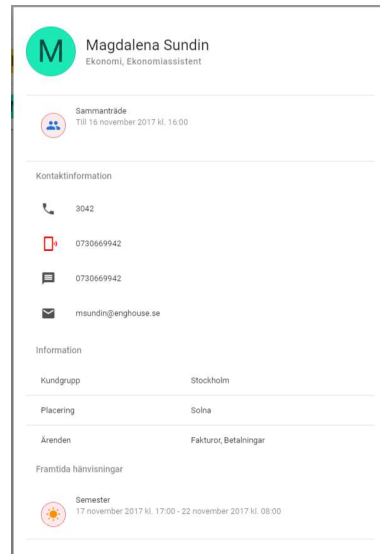 M
Magdalena Sundin
Ekonomi, Ekonomiassistent
Sammanträde
Till 16 november 2017 kl. 16:00
Kontaktinformation
3042
0730669942
0730669942
msundin@enghouse.se
Information
Kundgrupp Stockholm
Placering Solna
Ärenden Fakturor, Betalningar
Framtida hänvisningar
Semester
17 november 2017 kl. 17:00 - 22 november 2017 kl. 08:00